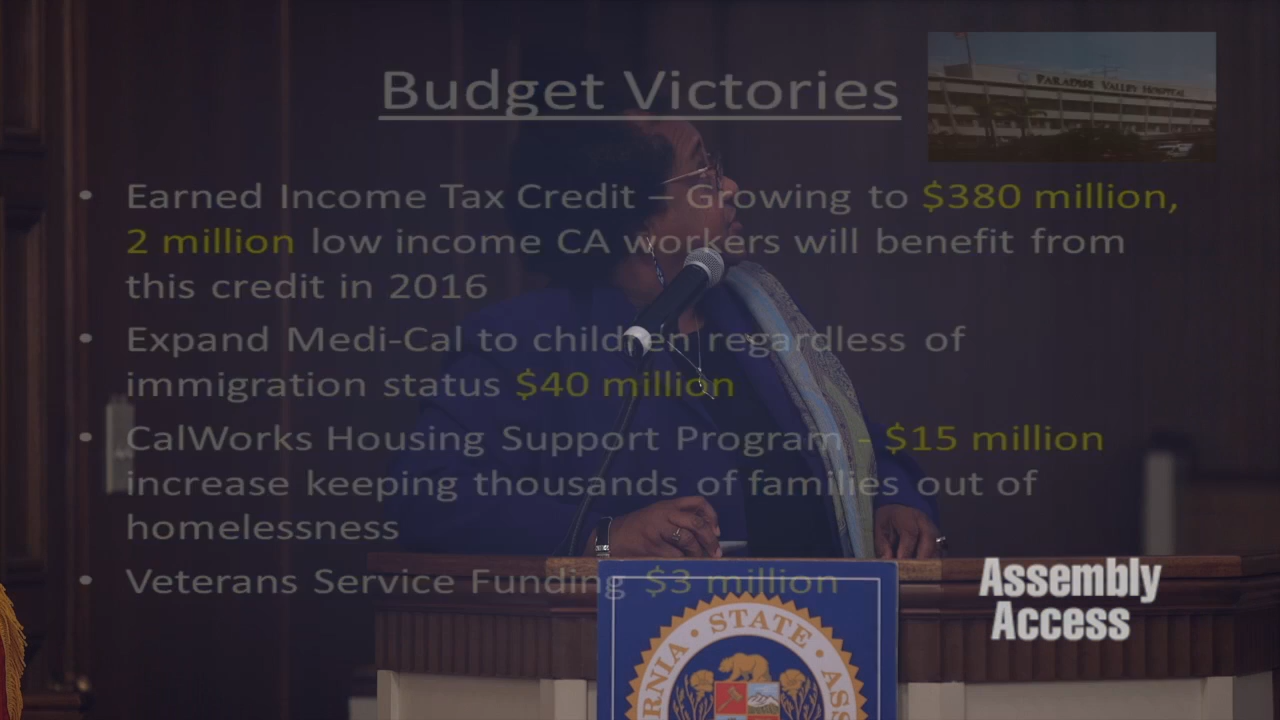 Budget Victories
PARADISE VALLEY HOSPITAL
• Earned Income Tax Credit – Growing to $380 million,
2 million low income CA workers will benefit from
this credit in 2016
• Expand Medi-Cal to children regardless of
immigration status $40 million
• CalWorks Housing Support Program - $15 million
increase keeping thousands of families out of
homelessness
• Veterans Service Funding $3 million
Assembly
Access
RNIA • STATE • ASS